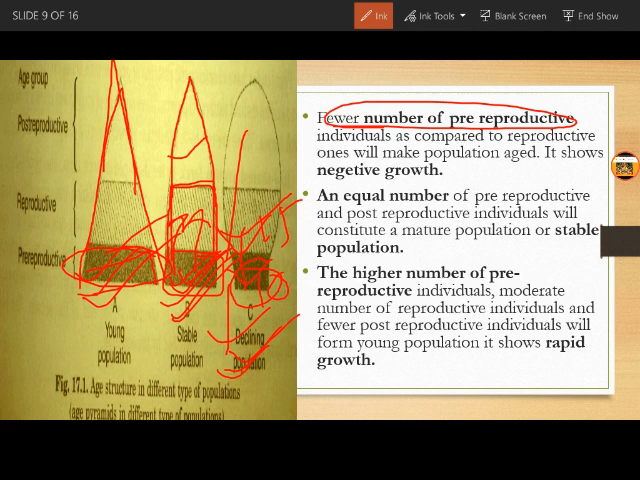 SLIDE 9 OF 16
Ink
Ink Tools
Blank Screen
End Show
Age group
Postreproductive
Reproductive
Prereproductive
A
Young
population
B
Stable
population
C
Declining
population
Fig. 17.1. Age structure in different type of populations
(age pyramids in different type of populations)
• Fewer number of pre reproductive
individuals as compared to reproductive
ones will make population aged. It shows
negetive growth.
• An equal number of pre reproductive
and post reproductive individuals will
constitute a mature population or stable
population.
• The higher number of pre-
reproductive individuals, moderate
number of reproductive individuals and
fewer post reproductive individuals will
form young population it shows rapid
growth.